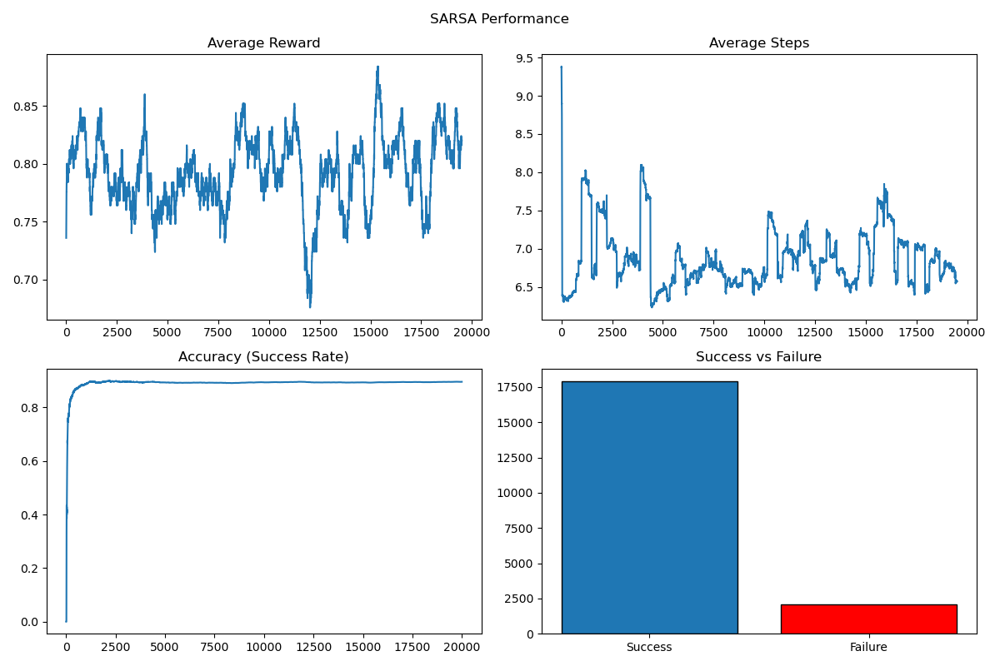 SARSA Performance
Average Reward
0.85
0.80
0.75
0.70
0 2500 5000 7500 10000 12500 15000 17500 20000
Average Steps
9.5
9.0
8.5
8.0
7.5
7.0
6.5
0 2500 5000 7500 10000 12500 15000 17500 20000
Accuracy (Success Rate)
0.8
0.6
0.4
0.2
0.0
0 2500 5000 7500 10000 12500 15000 17500 20000
Success vs Failure
17500
15000
12500
10000
7500
5000
2500
0
Success Failure